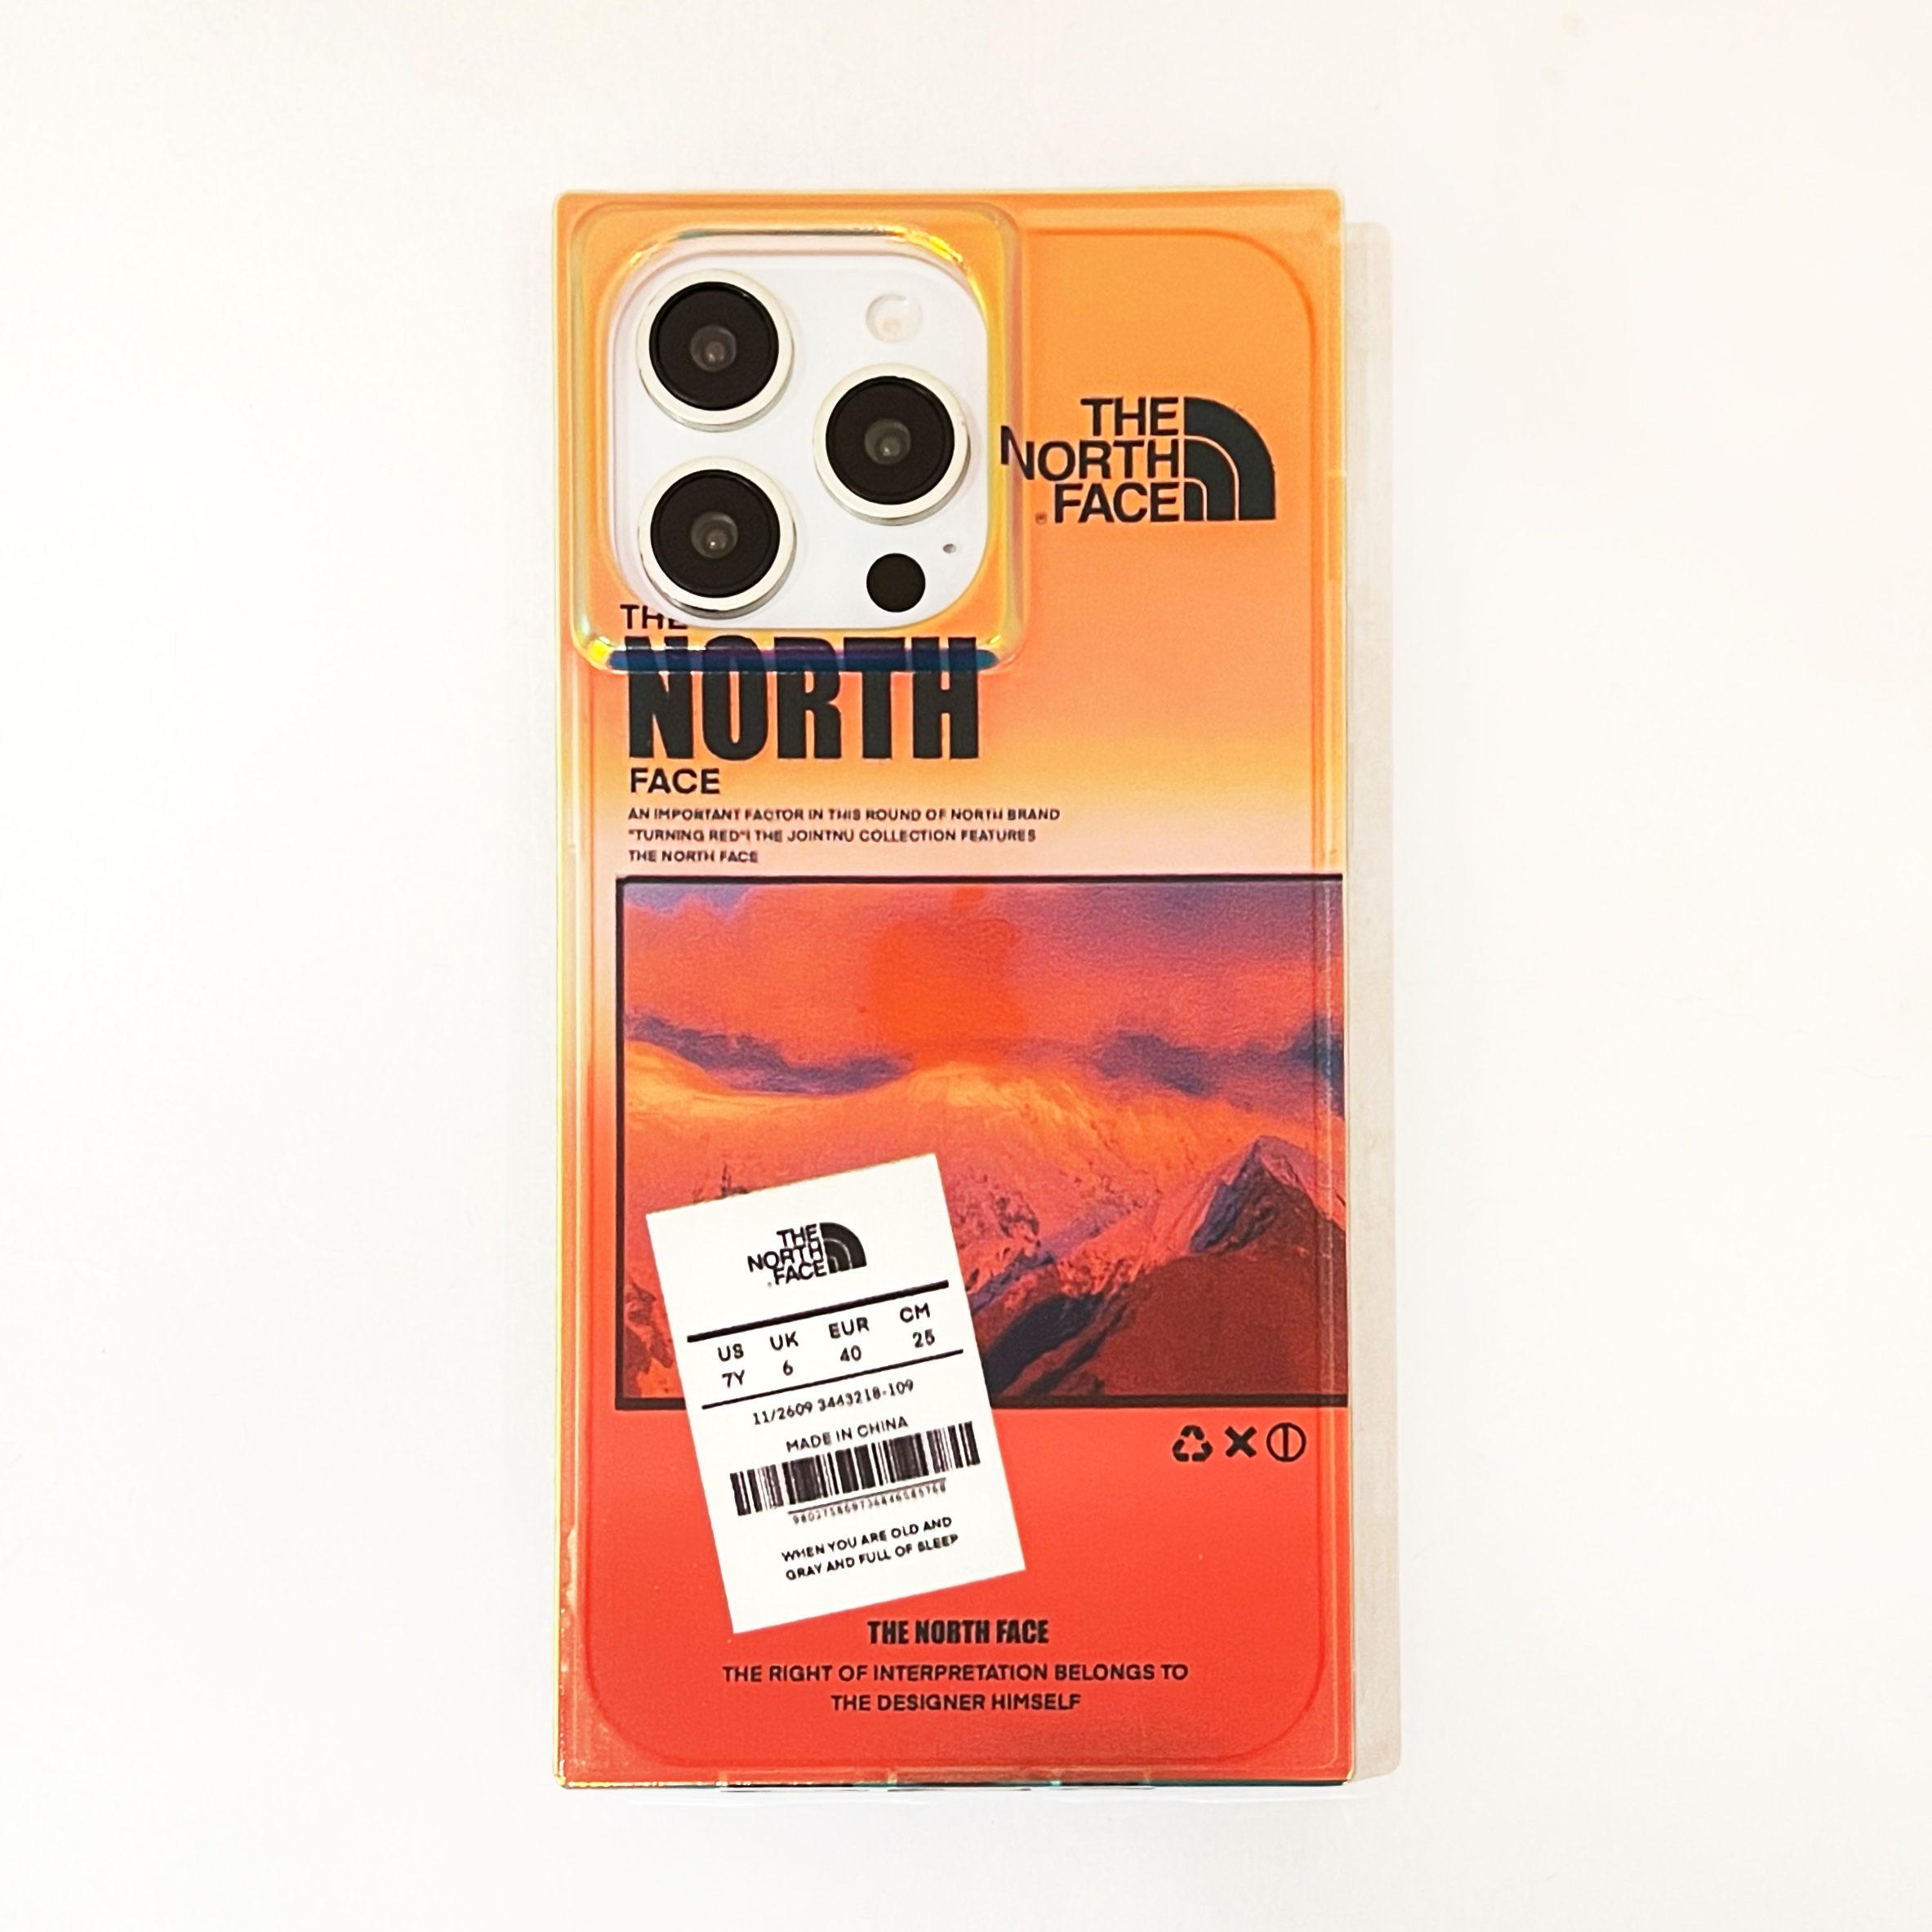 THE
NORTH
FACE
THE
NORTH
FACE
AN IMPORTANT FACTOR IN THIS ROUND OF NORTH BRAND
"TURNING RED"! THE JOINTNU COLLECTION FEATURES
THE NORTH FACE
THE
NORTH
FACE
US UK EUR CM
7Y 6 40 25
11/2609 3443218-109
MADE IN CHINA
WHEN YOU ARE OLD AND
GRAY AND FULL OF SLEEP
THE NORTH FACE
THE RIGHT OF INTERPRETATION BELONGS TO
THE DESIGNER HIMSELF